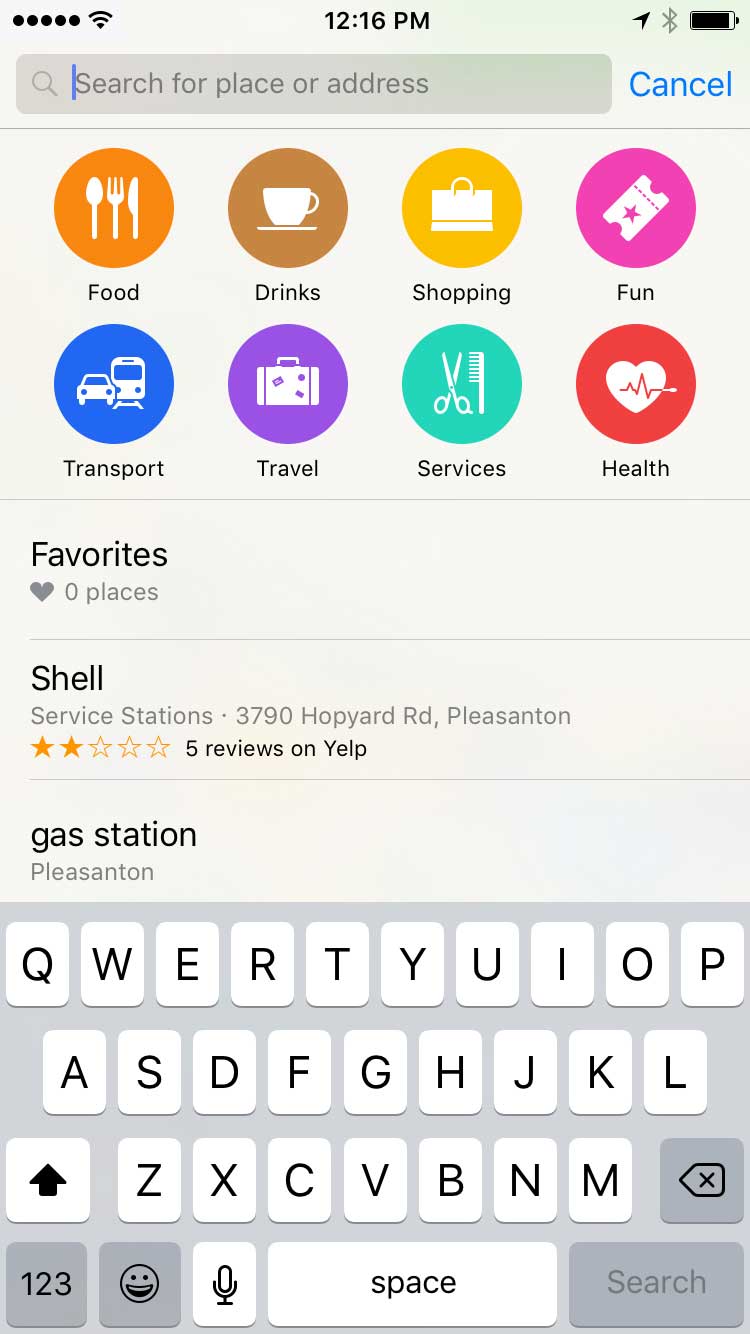 12:16 PM
Search for place or address Cancel
Food Drinks Shopping Fun
Transport Travel Services Health
Favorites
0 places
Shell
Service Stations · 3790 Hopyard Rd, Pleasanton
5 reviews on Yelp
gas station
Pleasanton
Q W E R T Y U I O P
A S D F G H J K L
Z X C V B N M
123 space Search